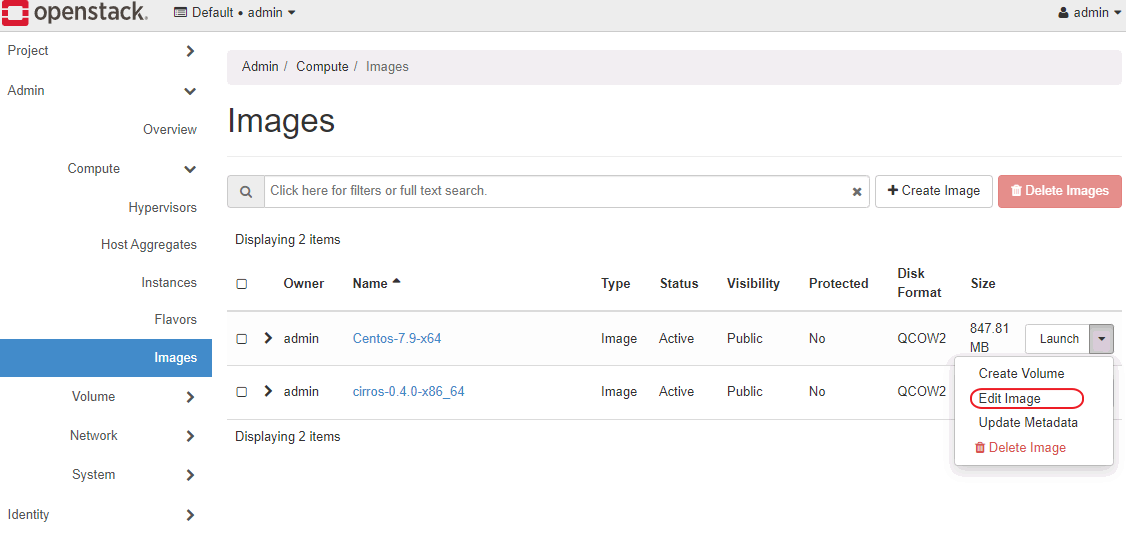 openstack. Default • admin admin
Project
Admin
Overview
Compute
Hypervisors
Host Aggregates
Instances
Flavors
Images
Volume
Network
System
Identity
Admin / Compute / Images
Images
Click here for filters or full text search. + Create Image Delete Images
Displaying 2 items
Owner Name Type Status Visibility Protected Disk Format Size
admin Centos-7.9-x64 Image Active Public No QCOW2 847.81 MB Launch
admin cirros-0.4.0-x86_64 Image Active Public No QCOW2
Displaying 2 items
Create Volume
Edit Image
Update Metadata
Delete Image